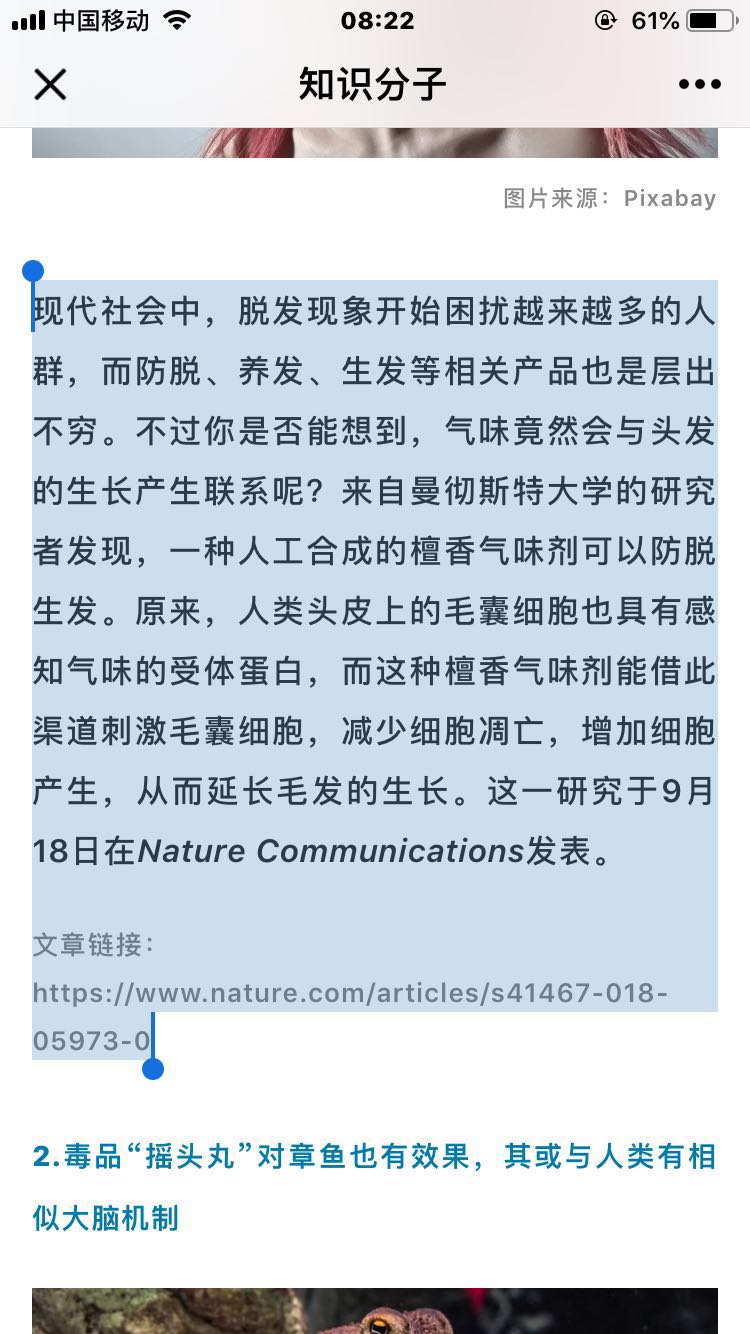 中国移动 08:22 61%
知识分子
图片来源：Pixabay
现代社会中，脱发现象开始困扰越来越多的人
群，而防脱、养发、生发等相关产品也是层出
不穷。不过你是否能想到，气味竟然会与头发
的生长产生联系呢？来自曼彻斯特大学的研究
者发现，一种人工合成的檀香气味剂可以防脱
生发。原来，人类头皮上的毛囊细胞也具有感
知气味的受体蛋白，而这种檀香气味剂能借此
渠道刺激毛囊细胞，减少细胞凋亡，增加细胞
产生，从而延长毛发的生长。这一研究于9月
18日在Nature Communications发表。
文章链接：
https://www.nature.com/articles/s41467-018-
05973-0
2.毒品“摇头丸”对章鱼也有效果，其或与人类有相
似大脑机制